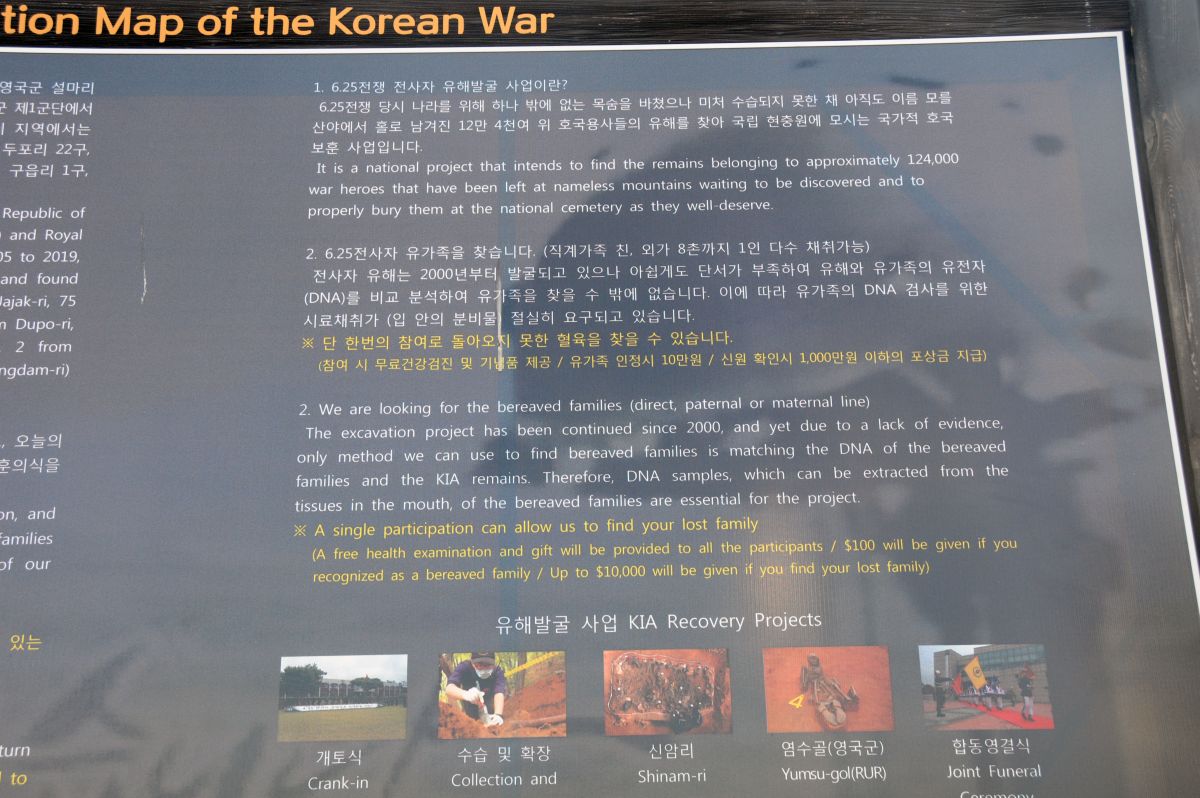 tion Map of the Korean War
영국군 설마리
군 제1군단에서
지역에서는
두포리 22구,
구읍리 1구,
Republic of
) and Royal
05 to 2019,
and found
Majak-ri, 75
m Dupo-ri,
2 from
ngdam-ri)
오늘의
훈의식을
on, and
families
of our
있는
turn
to
1. 6.25전쟁 전사자 유해발굴 사업이란?
6.25전쟁 당시 나라를 위해 하나 밖에 없는 목숨을 바쳤으나 미처 수습되지 못한 채 아직도 이름 모를
산야에서 홀로 남겨진 12만 4천여 위 호국용사들의 유해를 찾아 국립 현충원에 모시는 국가적 호국
보훈 사업입니다.
It is a national project that intends to find the remains belonging to approximately 124,000
war heroes that have been left at nameless mountains waiting to be discovered and to
properly bury them at the national cemetery as they well-deserve.
2. 6.25전사자 유가족을 찾습니다. (직계가족 친, 외가 8촌까지 1인 다수 채취가능)
전사자 유해는 2000년부터 발굴되고 있으나 아쉽게도 단서가 부족하여 유해와 유가족의 유전자
(DNA)를 비교 분석하여 유가족을 찾을 수 밖에 없습니다. 이에 따라 유가족의 DNA 검사를 위한
시료채취가 (입 안의 분비물) 절실히 요구되고 있습니다.
※ 단 한번의 참여로 돌아오지 못한 혈육을 찾을 수 있습니다.
(참여 시 무료건강검진 및 기념품 제공 / 유가족 인정시 10만원 / 신원 확인시 1,000만원 이하의 포상금 지급)
2. We are looking for the bereaved families (direct, paternal or maternal line)
The excavation project has been continued since 2000, and yet due to a lack of evidence,
only method we can use to find bereaved families is matching the DNA of the bereaved
families and the KIA remains. Therefore, DNA samples, which can be extracted from the
tissues in the mouth, of the bereaved families are essential for the project.
※ A single participation can allow us to find your lost family
(A free health examination and gift will be provided to all the participants / $100 will be given if you
recognized as a bereaved family / Up to $10,000 will be given if you find your lost family)
유해발굴 사업 KIA Recovery Projects
4
개토식
Crank-in
수습 및 확장
Collection and
신암리
Shinam-ri
염수골(영국군)
Yumsu-gol(RUR)
합동영결식
Joint Funeral
Ceremony